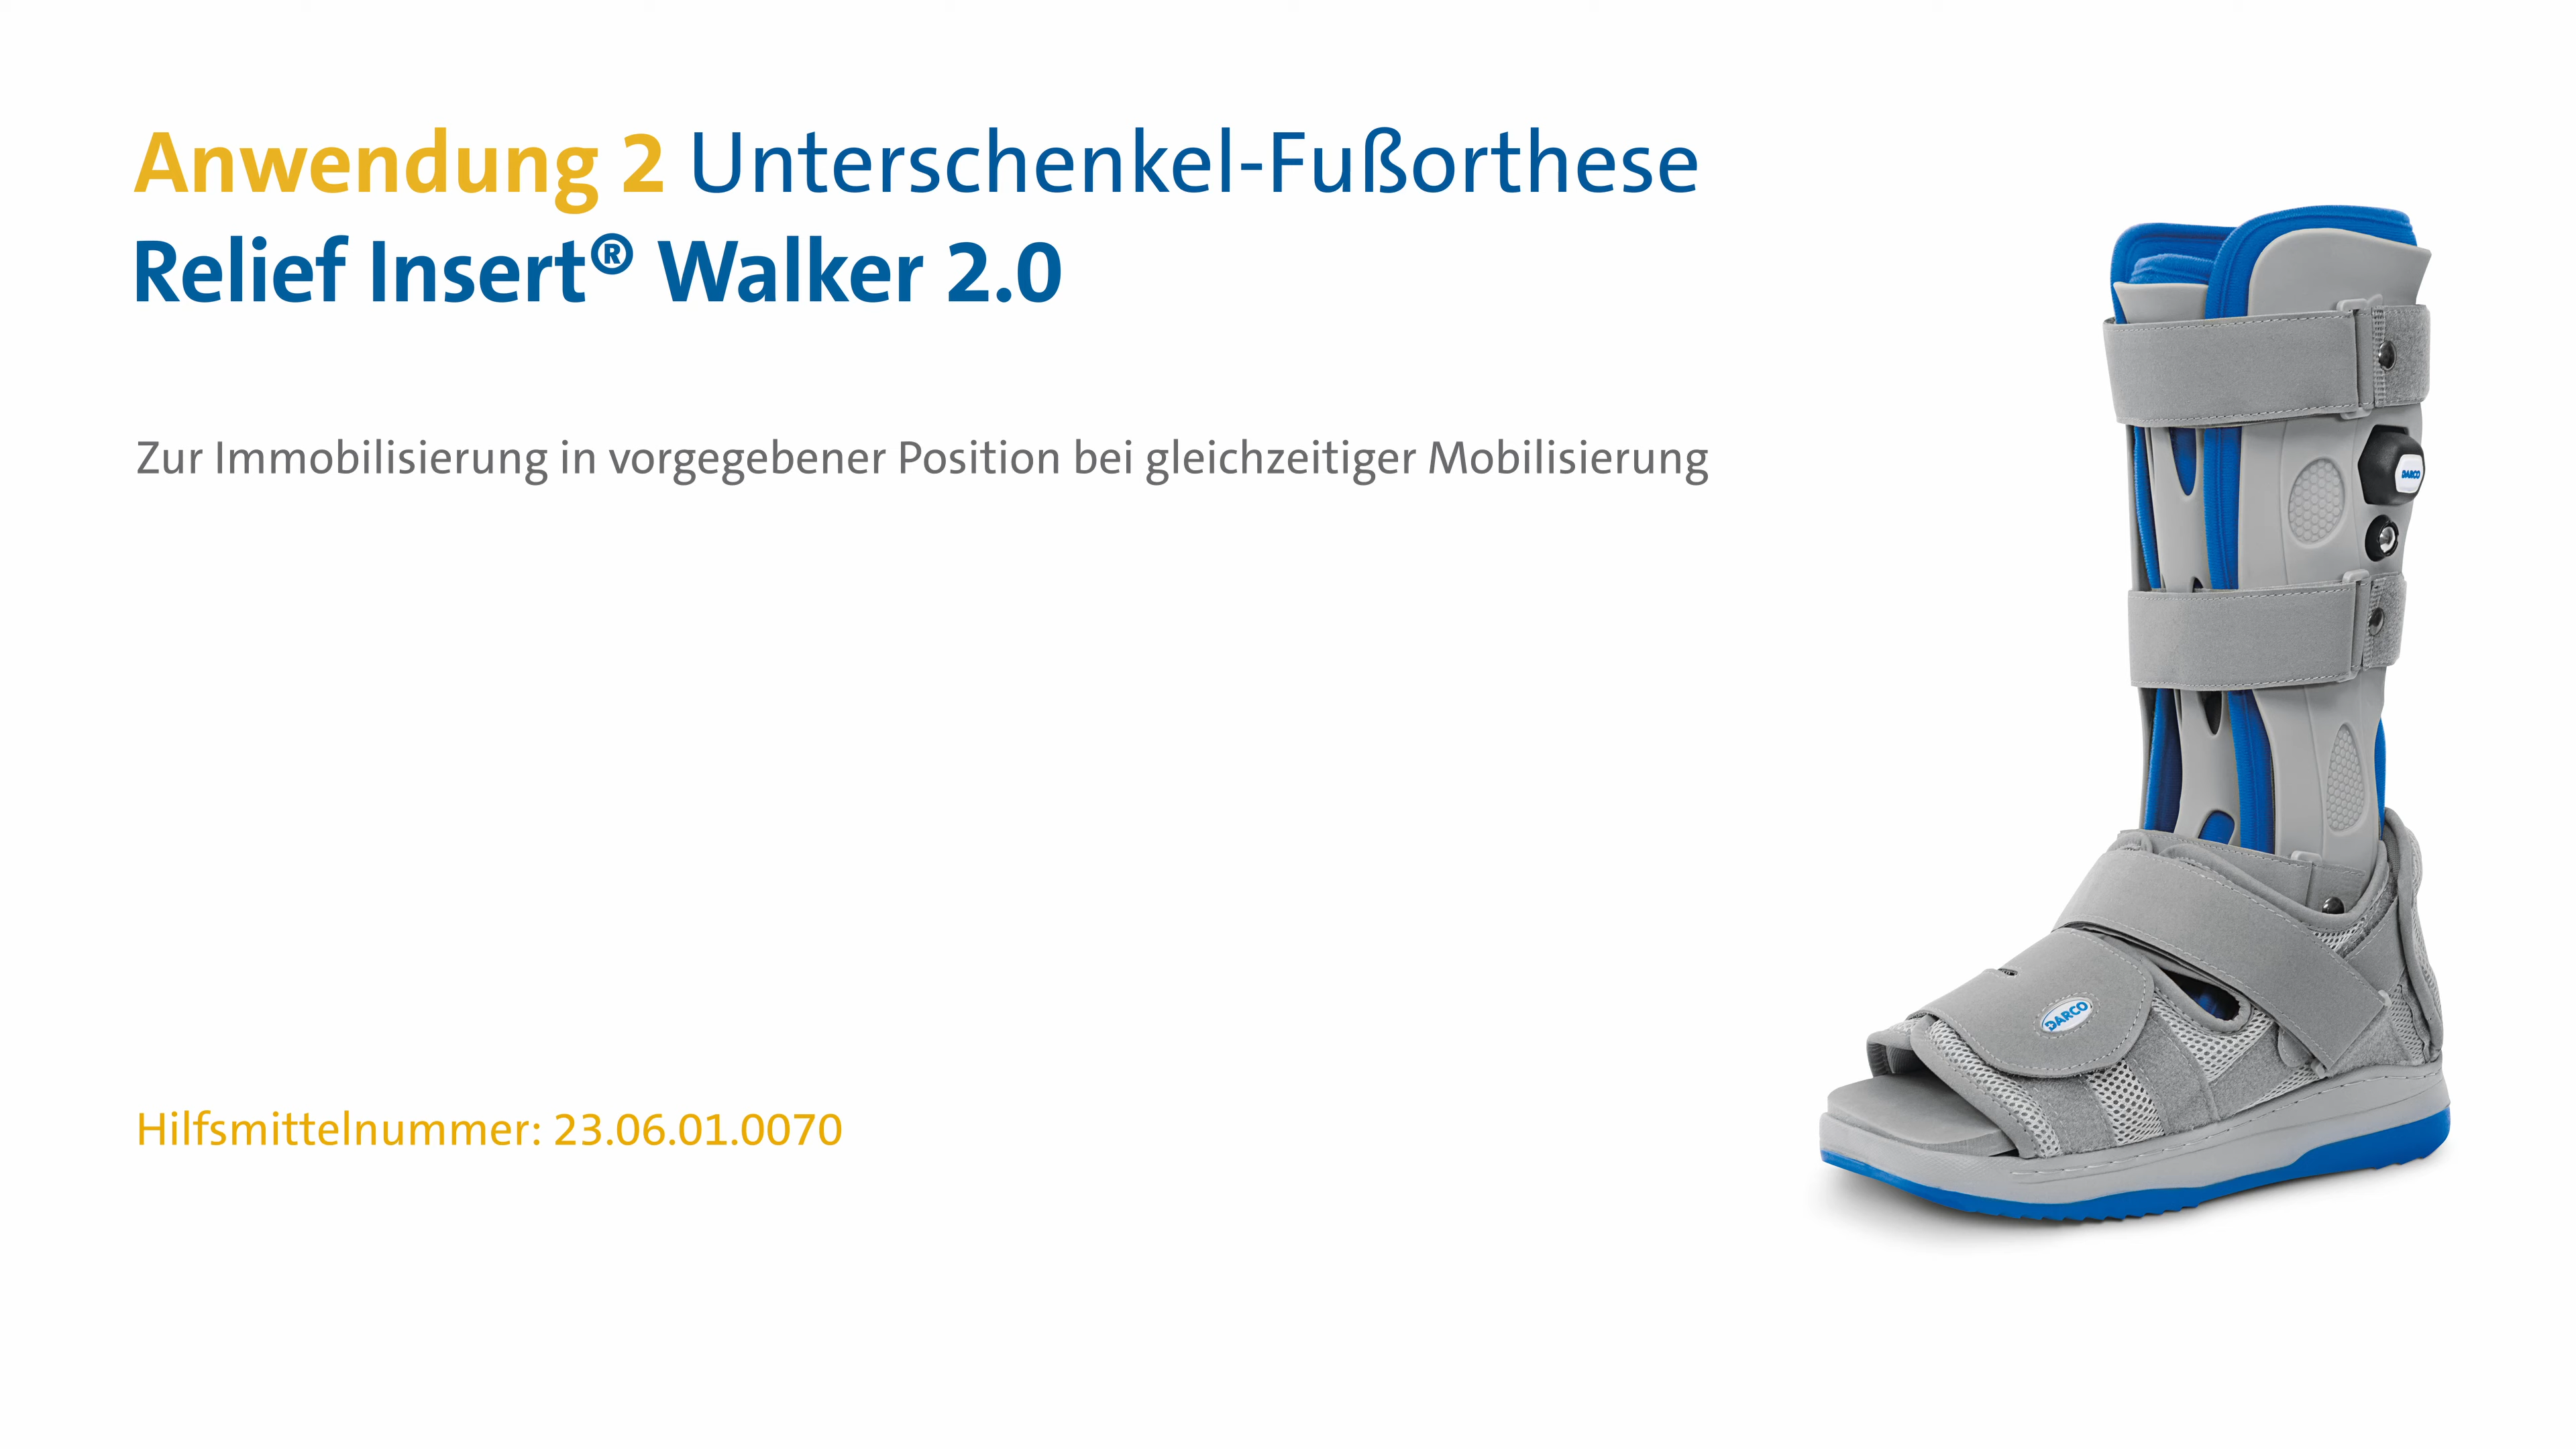 Anwendung 2 Unterschenkel-Fußorthese
Relief Insert® Walker 2.0
Zur Immobilisierung in vorgegebener Position bei gleichzeitiger Mobilisierung
DARCO
DARCO
Hilfsmittelnummer: 23.06.01.0070